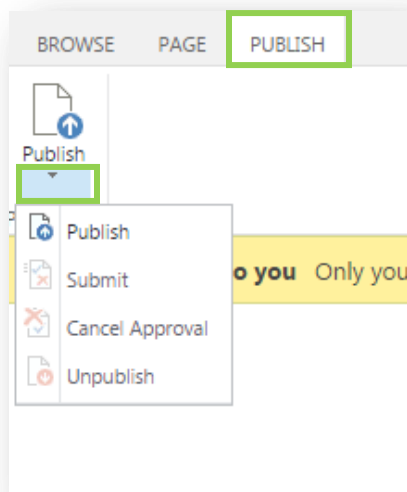 BROWSE PAGE PUBLISH
Publish
Publish
o you Only you
Submit
Cancel Approval
Unpublish